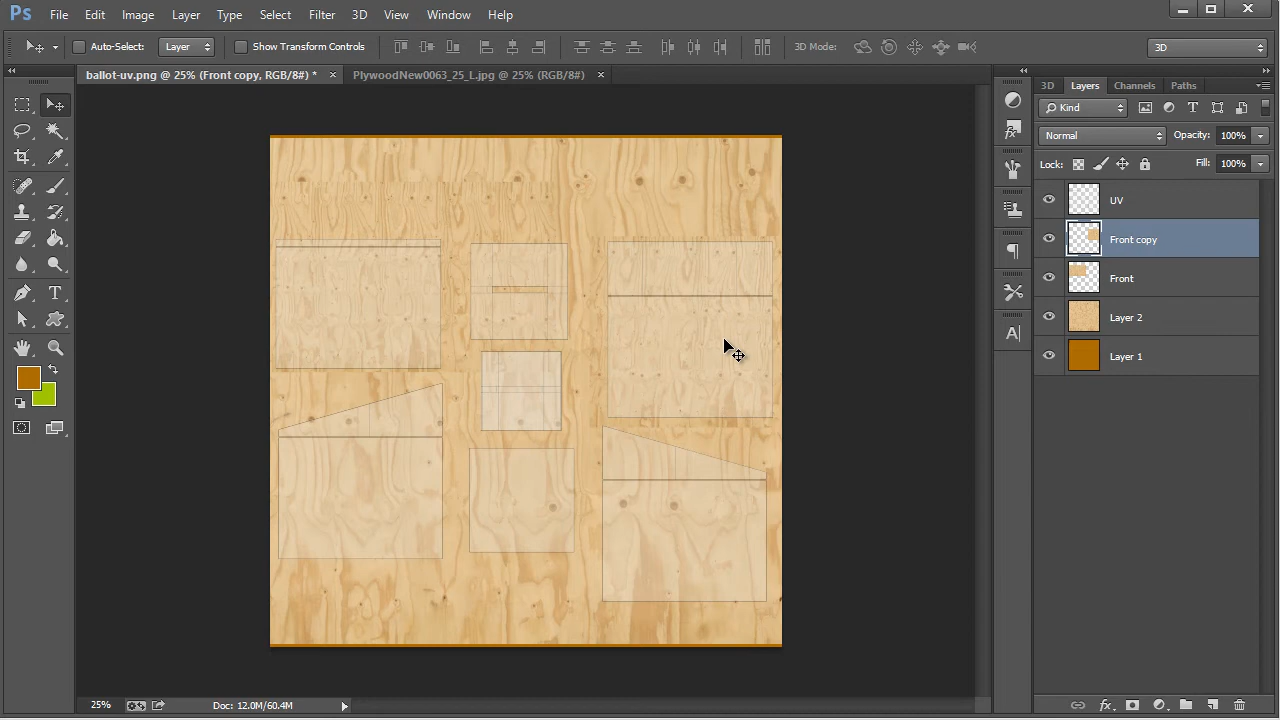 Ps File Edit Image Layer Type Select Filter 3D View Window Help
Auto-Select: Layer Show Transform Controls 3D Mode: 3D
ballot-uv.png @ 25% (Front copy, RGB/8#) * × PlywoodNew0063_25_L.jpg @ 25% (RGB/8#) ×
3D Layers Channels Paths
Kind
Normal Opacity: 100%
Lock: Fill: 100%
UV
Front copy
Front
Layer 2
Layer 1
25% Doc: 12.0M/60.4M